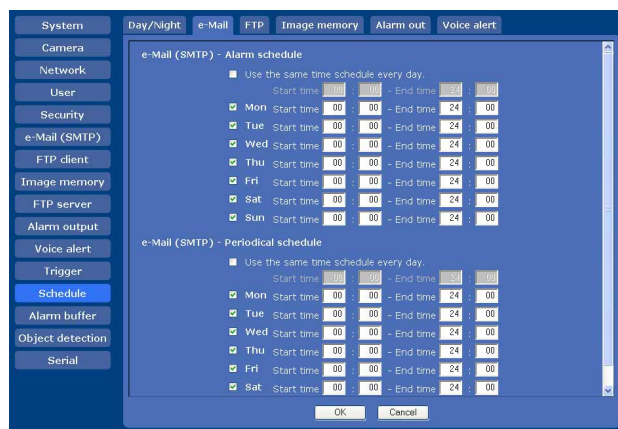 System
Camera
Network
User
Security
e-Mail (SMTP)
FTP client
Image memory
FTP server
Alarm output
Voice alert
Trigger
Schedule
Alarm buffer
Object detection
Serial
Day/Night e-Mail FTP Image memory Alarm out Voice alert
e-Mail (SMTP) - Alarm schedule
Use the same time schedule every day.
Start time 00 : 00 - End time 24 : 00
Mon Start time 00 : 00 - End time 24 : 00
Tue Start time 00 : 00 - End time 24 : 00
Wed Start time 00 : 00 - End time 24 : 00
Thu Start time 00 : 00 - End time 24 : 00
Fri Start time 00 : 00 - End time 24 : 00
Sat Start time 00 : 00 - End time 24 : 00
Sun Start time 00 : 00 - End time 24 : 00
e-Mail (SMTP) - Periodical schedule
Use the same time schedule every day.
Start time 00 : 00 - End time 24 : 00
Mon Start time 00 : 00 - End time 24 : 00
Tue Start time 00 : 00 - End time 24 : 00
Wed Start time 00 : 00 - End time 24 : 00
Thu Start time 00 : 00 - End time 24 : 00
Fri Start time 00 : 00 - End time 24 : 00
Sat Start time 00 : 00 - End time 24 : 00
OK Cancel